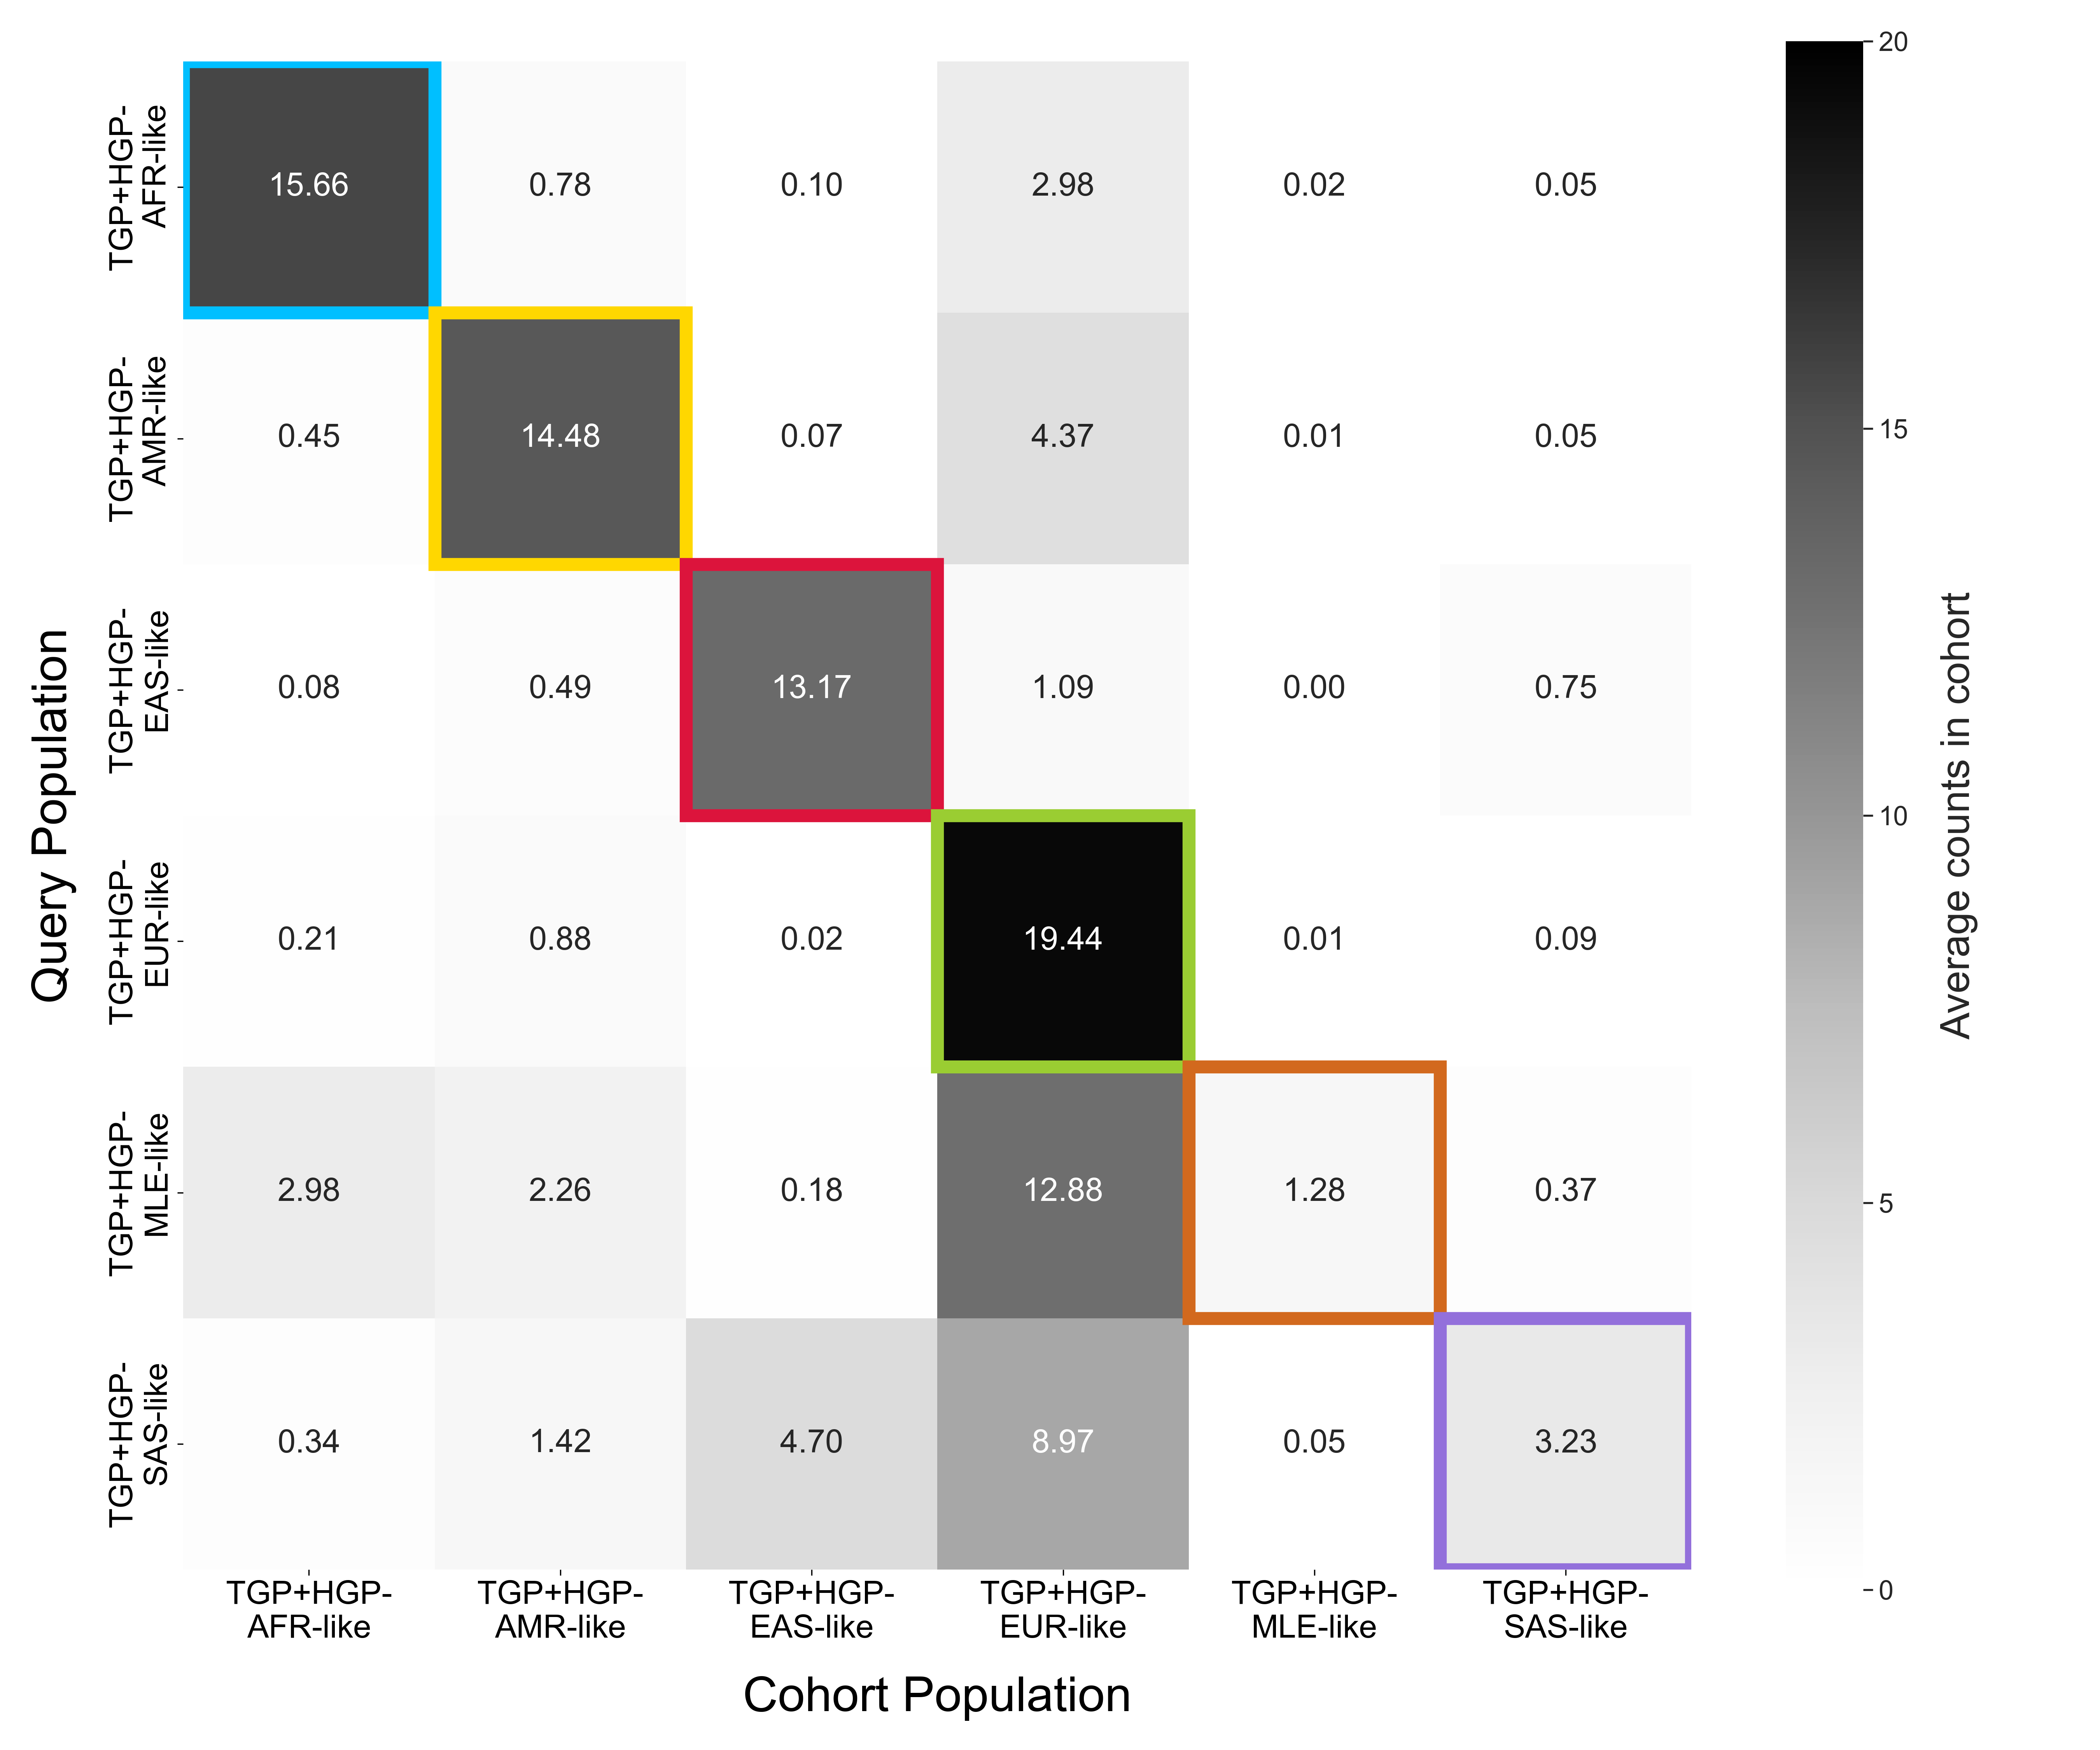 Query Population
TGP+HGP-
AFR-like
15.66 0.78 0.10 2.98 0.02 0.05
TGP+HGP-
AMR-like
0.45 14.48 0.07 4.37 0.01 0.05
TGP+HGP-
EAS-like
0.08 0.49 13.17 1.09 0.00 0.75
TGP+HGP-
EUR-like
0.21 0.88 0.02 19.44 0.01 0.09
TGP+HGP-
MLE-like
2.98 2.26 0.18 12.88 1.28 0.37
TGP+HGP-
SAS-like
0.34 1.42 4.70 8.97 0.05 3.23
TGP+HGP- TGP+HGP- TGP+HGP- TGP+HGP- TGP+HGP- TGP+HGP-
AFR-like AMR-like EAS-like EUR-like MLE-like SAS-like
Cohort Population
20
15
10
5
0
Average counts in cohort